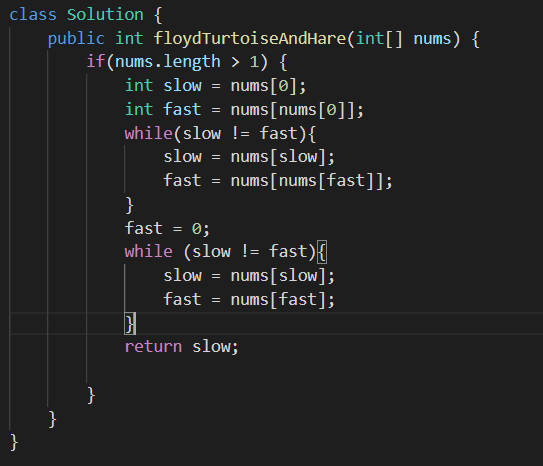 class Solution {
    public int floydTurtoiseAndHare(int[] nums) {
        if(nums.length > 1) {
            int slow = nums[0];
            int fast = nums[nums[0]];
            while(slow != fast){
                slow = nums[slow];
                fast = nums[nums[fast]];
            }
            fast = 0;
            while (slow != fast){
                slow = nums[slow];
                fast = nums[fast];
            }
            return slow;

        }
    }
}